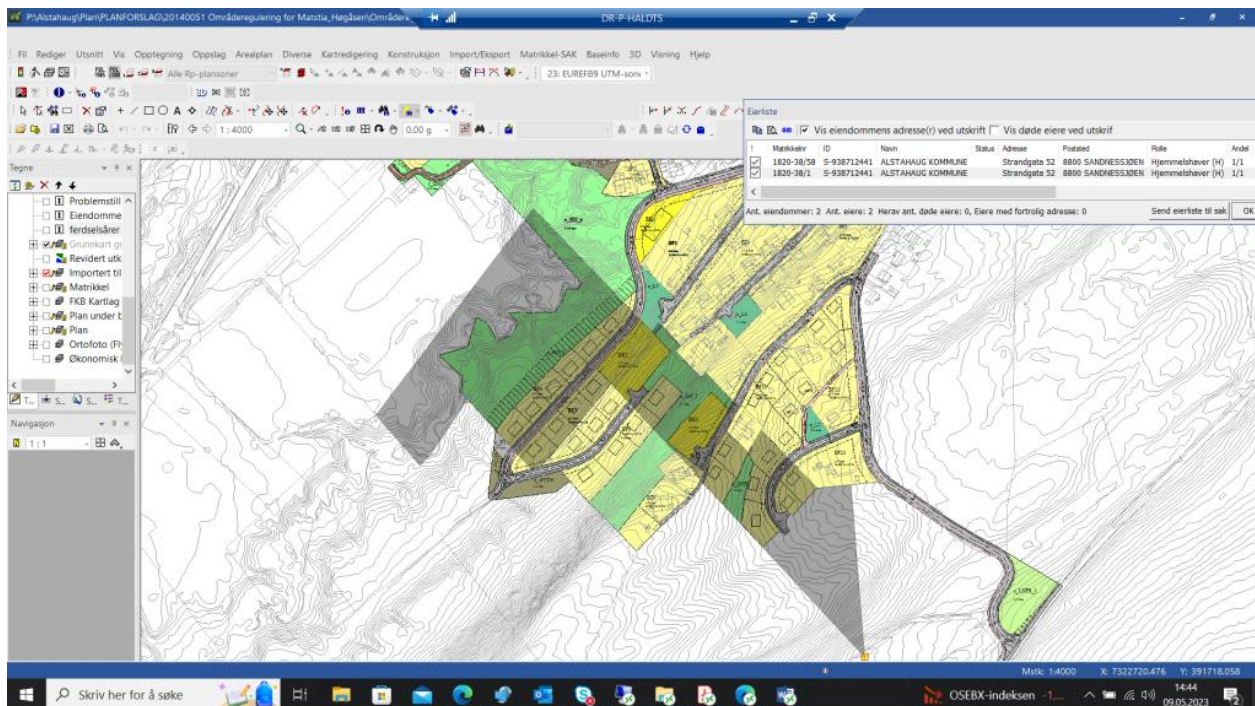 P:\Alstahaug\Plan\PLANFORSLAG\20140051 Områderegulering for Matstia_Høgåsen\Område
DR-P-HALDTS
Fil Rediger Utsnitt Vis Opptegning Oppslag Arealplan Diverse Kartredigering Konstruksjon Import/Eksport Matrikkel-SAK Baseinfo 3D Visning Hjelp
Alle Rp-plansoner
23: EUREF89 UTM-son
1:4000
0.00 g
Eierliste
Vis eiendommens adresse(r) ved utskrift
Vis døde eiere ved utskrif
! Matrikkelnr ID Navn Status Adresse Poststed Rolle Andel
1820-38/58 S-938712441 ALSTAHAUG KOMMUNE Strandgata 52 8800 SANDNESSJØEN Hjemmelshaver (H) 1/1
1820-38/1 S-938712441 ALSTAHAUG KOMMUNE Strandgata 52 8800 SANDNESSJØEN Hjemmelshaver (H) 1/1
Ant. eiendommer: 2 Ant. eiere: 2 Herav ant. døde eiere: 0, Eiere med fortrolig adresse: 0
Send eierliste til sak
OK
Tegne
Problemstill
Eiendomme
ferdselsårer
Grunnkart g
Revidert utk
Importert til
Matrikkel
FKB Kartlag
Plan under b
Plan
Ortofoto (F
Økonomisk
T...
S...
S...
T...
Navigasjon
1:1
Mstk: 1:4000 X: 7322720.476 Y: 391718.058
Skriv her for å søke
OSEBX-indeksen -1,...
14:44
09.05.2023
2